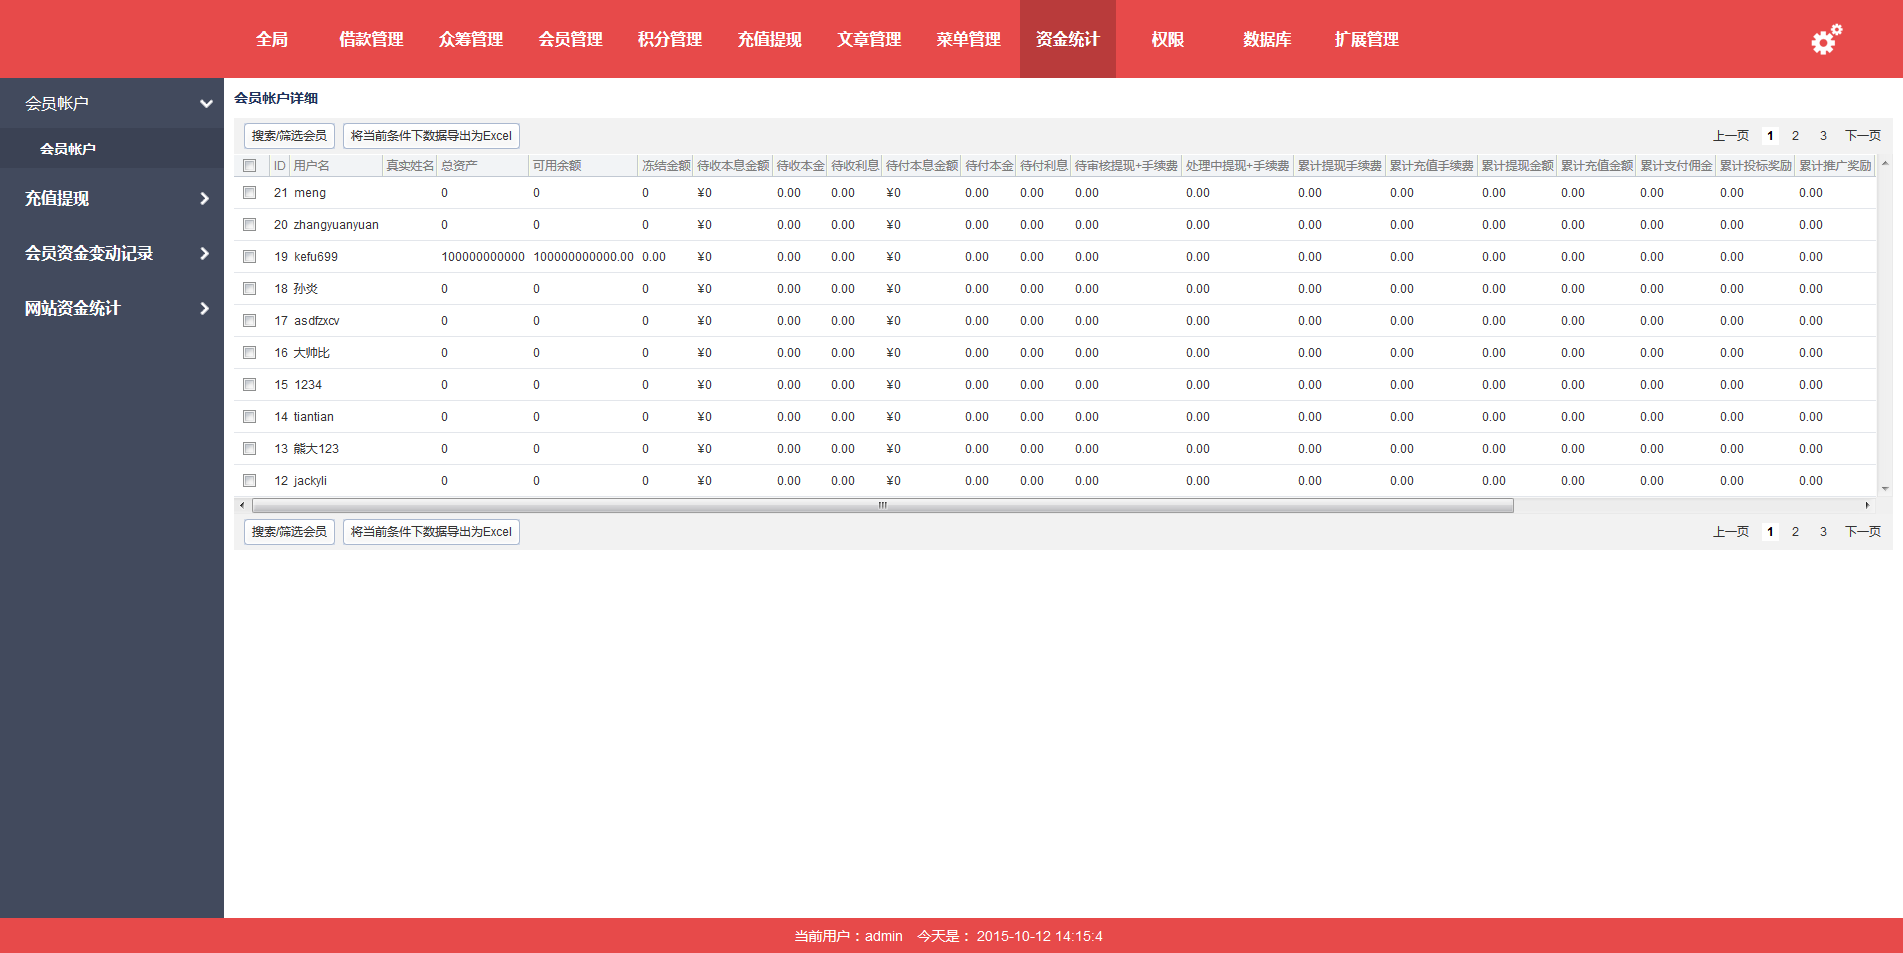 全局 借款管理 众筹管理 会员管理 积分管理 充值提现 文章管理 菜单管理 资金统计 权限 数据库 扩展管理
会员帐户
会员帐户
充值提现
会员资金变动记录
网站资金统计
会员帐户详细
搜索/筛选会员 将当前条件下数据导出为Excel 上一页 1 2 3 下一页
ID 用户名 真实姓名 总资产 可用余额 冻结金额 待收本息金额 待收本金 待收利息 待付本息金额 待付本金 待付利息 待审核提现+手续费 处理中提现+手续费 累计提现手续费 累计充值手续费 累计提现金额 累计充值金额 累计支付佣金 累计投标奖励 累计推广奖励
21 meng 0 0 0 ¥0 0.00 0.00 ¥0 0.00 0.00 0.00 0.00 0.00 0.00 0.00 0.00 0.00 0.00 0.00
20 zhangyuanyuan 0 0 0 ¥0 0.00 0.00 ¥0 0.00 0.00 0.00 0.00 0.00 0.00 0.00 0.00 0.00 0.00 0.00
19 kefu699 100000000000 100000000000.00 0.00 ¥0 0.00 0.00 ¥0 0.00 0.00 0.00 0.00 0.00 0.00 0.00 0.00 0.00 0.00 0.00
18 孙炎 0 0 0 ¥0 0.00 0.00 ¥0 0.00 0.00 0.00 0.00 0.00 0.00 0.00 0.00 0.00 0.00 0.00
17 asdfzxcv 0 0 0 ¥0 0.00 0.00 ¥0 0.00 0.00 0.00 0.00 0.00 0.00 0.00 0.00 0.00 0.00 0.00
16 大帅比 0 0 0 ¥0 0.00 0.00 ¥0 0.00 0.00 0.00 0.00 0.00 0.00 0.00 0.00 0.00 0.00 0.00
15 1234 0 0 0 ¥0 0.00 0.00 ¥0 0.00 0.00 0.00 0.00 0.00 0.00 0.00 0.00 0.00 0.00 0.00
14 tiantian 0 0 0 ¥0 0.00 0.00 ¥0 0.00 0.00 0.00 0.00 0.00 0.00 0.00 0.00 0.00 0.00 0.00
13 熊大123 0 0 0 ¥0 0.00 0.00 ¥0 0.00 0.00 0.00 0.00 0.00 0.00 0.00 0.00 0.00 0.00 0.00
12 jackyli 0 0 0 ¥0 0.00 0.00 ¥0 0.00 0.00 0.00 0.00 0.00 0.00 0.00 0.00 0.00 0.00 0.00
搜索/筛选会员 将当前条件下数据导出为Excel 上一页 1 2 3 下一页
当前用户：admin 今天是： 2015-10-12 14:15:4